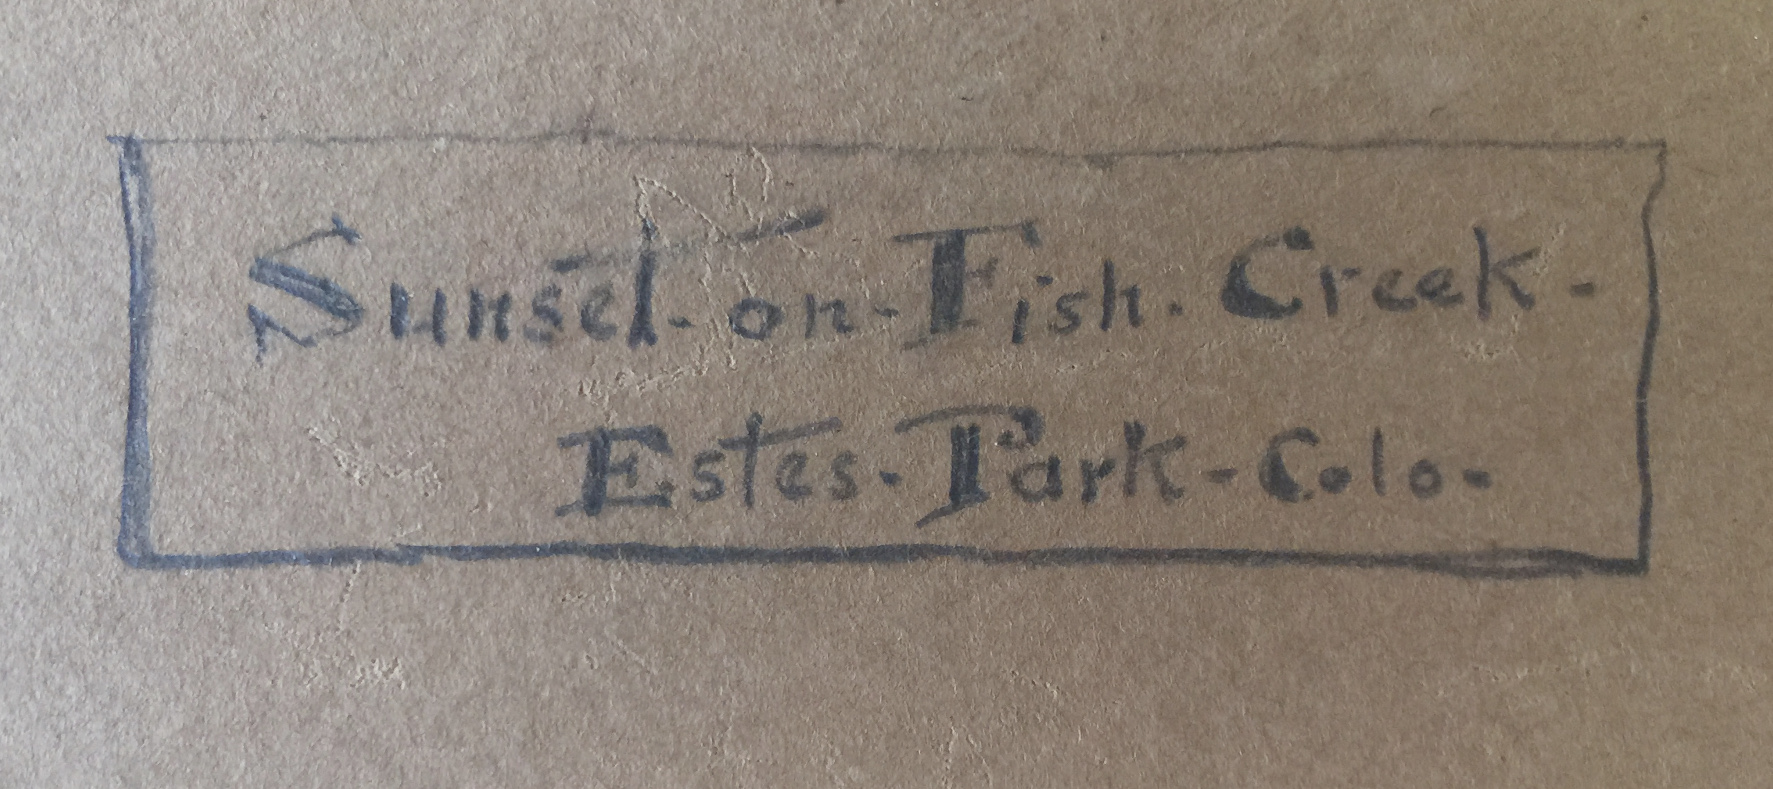 Sunset - on - Fish - Creek -
Estes - Park - Colo -